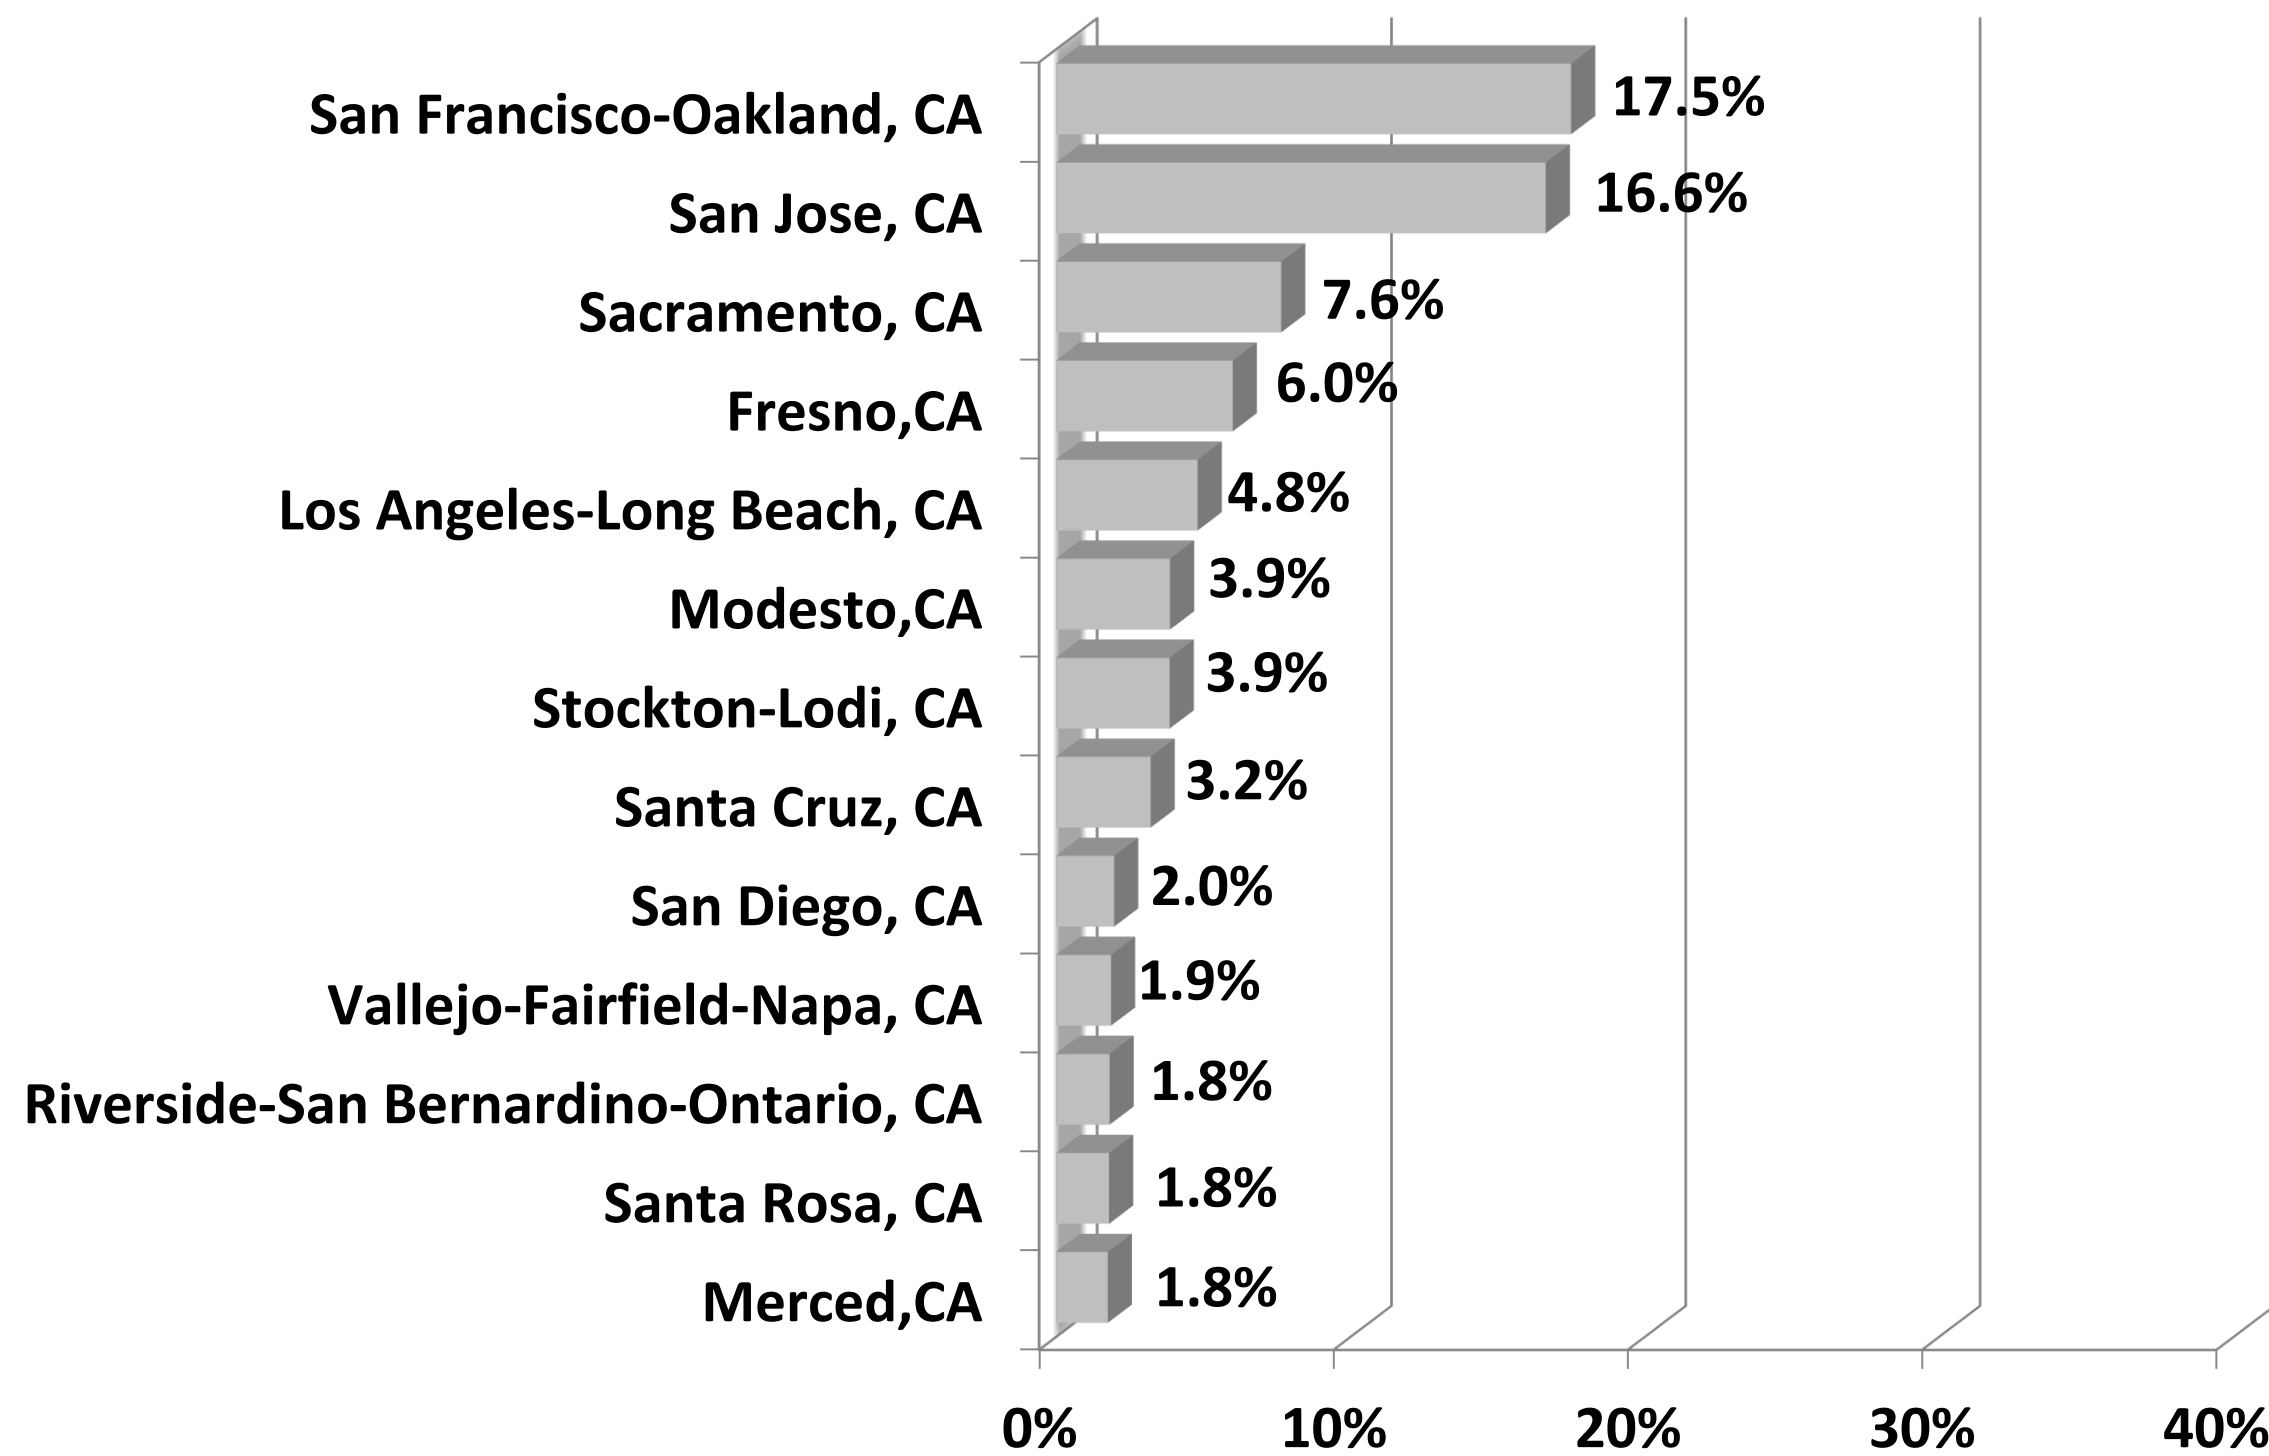 San Francisco-Oakland, CA 17.5%
San Jose, CA 16.6%
Sacramento, CA 7.6%
Fresno,CA 6.0%
Los Angeles-Long Beach, CA 4.8%
Modesto,CA 3.9%
Stockton-Lodi, CA 3.9%
Santa Cruz, CA 3.2%
San Diego, CA 2.0%
Vallejo-Fairfield-Napa, CA 1.9%
Riverside-San Bernardino-Ontario, CA 1.8%
Santa Rosa, CA 1.8%
Merced,CA 1.8%
0% 10% 20% 30% 40%